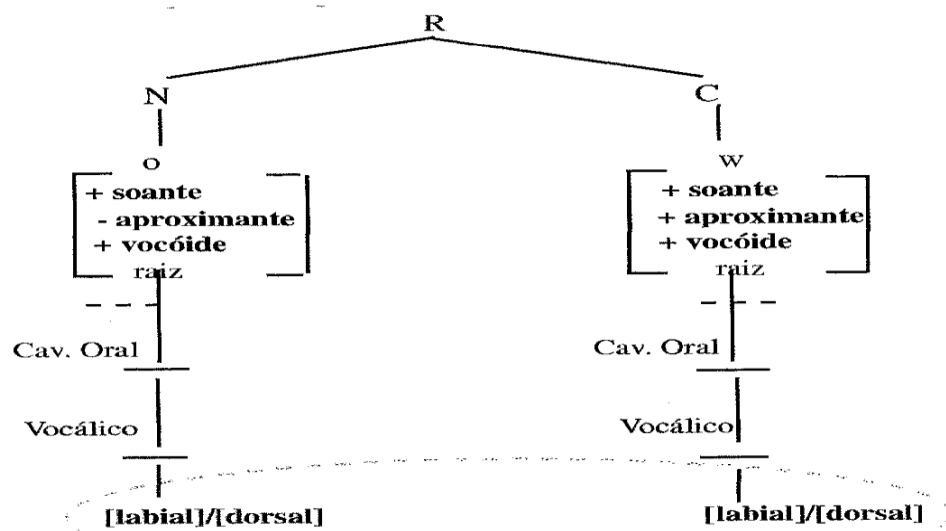 R
N C
o w
+ soante + soante
- aproximante + aproximante
+ vocóide + vocóide
raiz raiz
Cav. Oral Cav. Oral
Vocálico Vocálico
[labial]/[dorsal] [labial]/[dorsal]